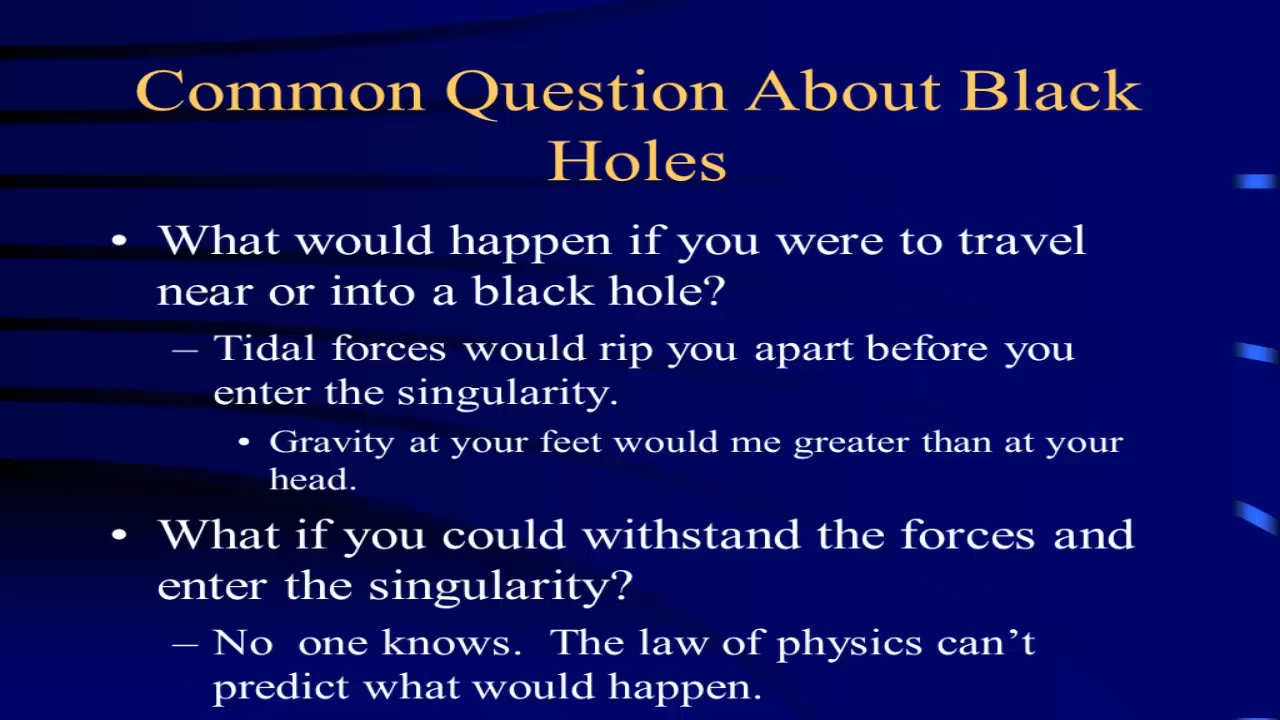 Common Question About Black
Holes
• What would happen if you were to travel
near or into a black hole?
– Tidal forces would rip you apart before you
enter the singularity.
• Gravity at your feet would me greater than at your
head.
• What if you could withstand the forces and
enter the singularity?
– No  one knows.  The law of physics can’t
predict what would happen.